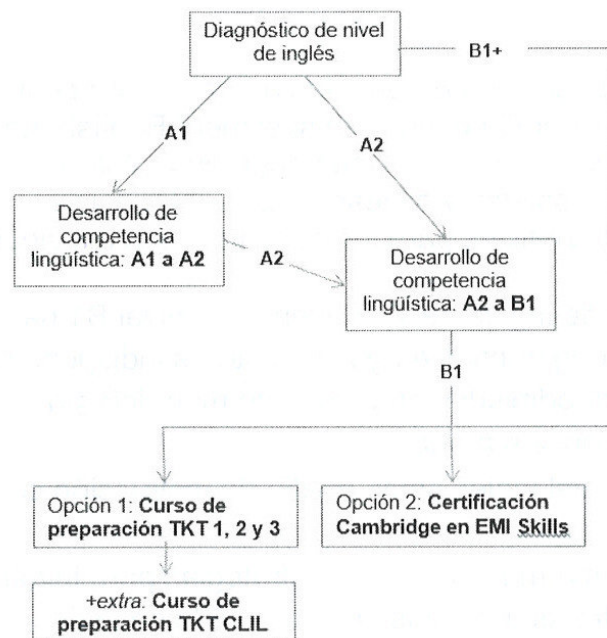 Diagnóstico de nivel
de inglés
B1+
A1
A2
Desarrollo de
competencia
lingüística: A1 a A2
A2
Desarrollo de
competencia
lingüística: A2 a B1
B1
Opción 1: Curso de
preparación TKT 1, 2 y 3
Opción 2: Certificación
Cambridge en EMI Skills
+extra: Curso de
preparación TKT CLIL